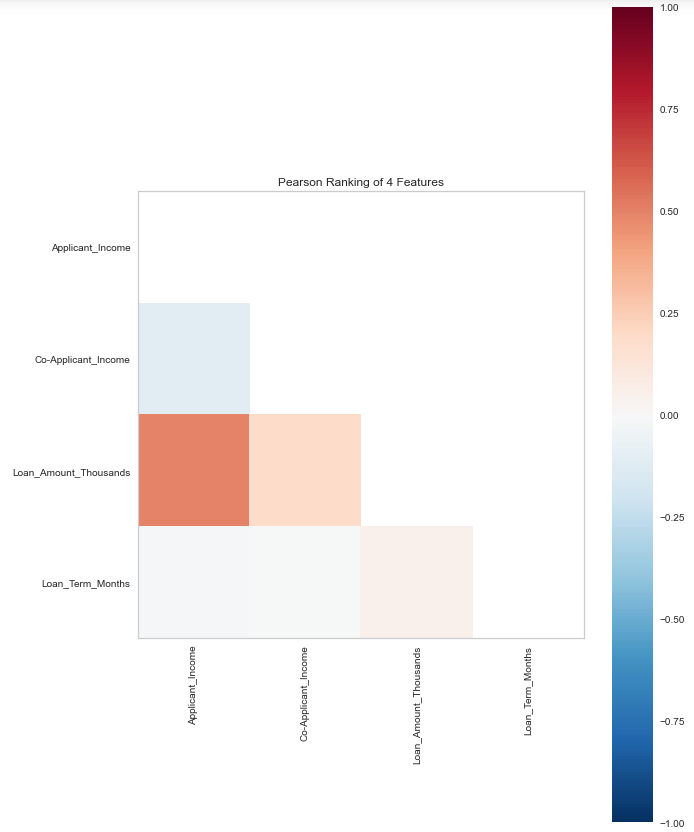 Pearson Ranking of 4 Features
Applicant_Income
Co-Applicant_Income
Loan_Amount_Thousands
Loan_Term_Months
Applicant_Income
Co-Applicant_Income
Loan_Amount_Thousands
Loan_Term_Months
1.00
0.75
0.50
0.25
0.00
−0.25
−0.50
−0.75
−1.00